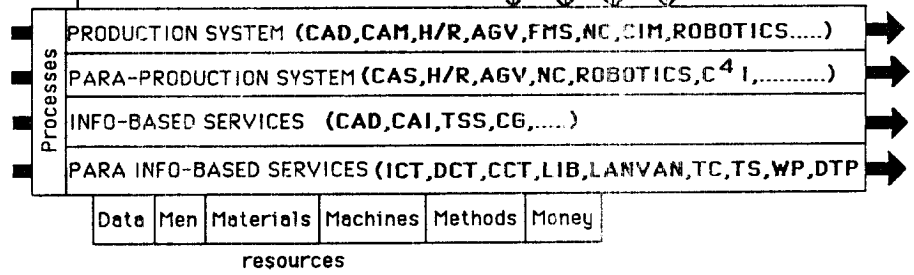 Processes
PRODUCTION SYSTEM (CAD,CAM,H/R,AGV,FMS,NC,CIM,ROBOTICS.....)
PARA-PRODUCTION SYSTEM (CAS,H/R,AGV,NC,ROBOTICS,C⁴I,..........)
INFO-BASED SERVICES (CAD,CAI,TSS,CG,.....)
PARA INFO-BASED SERVICES (ICT,DCT,CCT,LIB,LANVAN,TC,TS,WP,DTP
Data Men Materials Machines Methods Money
resources